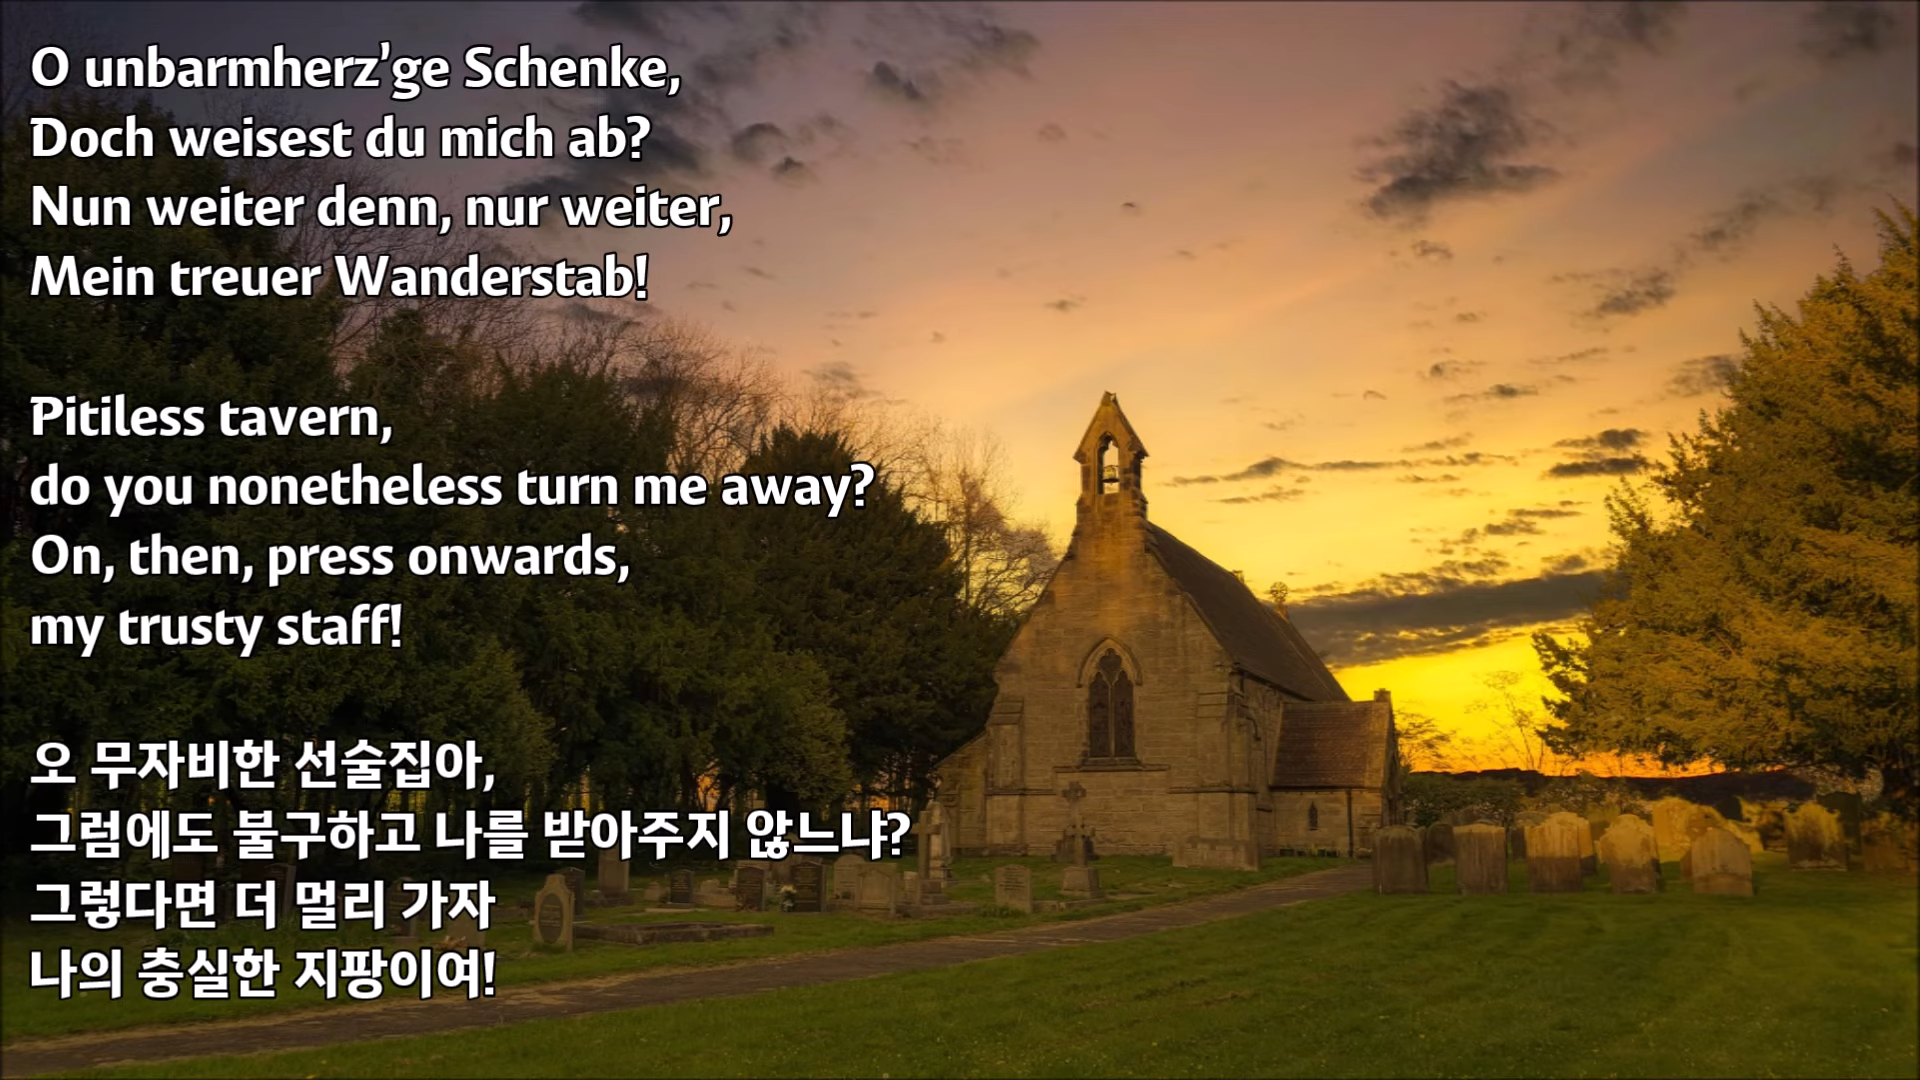 O unbarmherz'ge Schenke,
Doch weisest du mich ab?
Nun weiter denn, nur weiter,
Mein treuer Wanderstab!
Pitiless tavern,
do you nonetheless turn me away?
On, then, press onwards,
my trusty staff!
오 무자비한 선술집아,
그럼에도 불구하고 나를 받아주지 않느냐?
그렇다면 더 멀리 가자
나의 충실한 지팡이여!